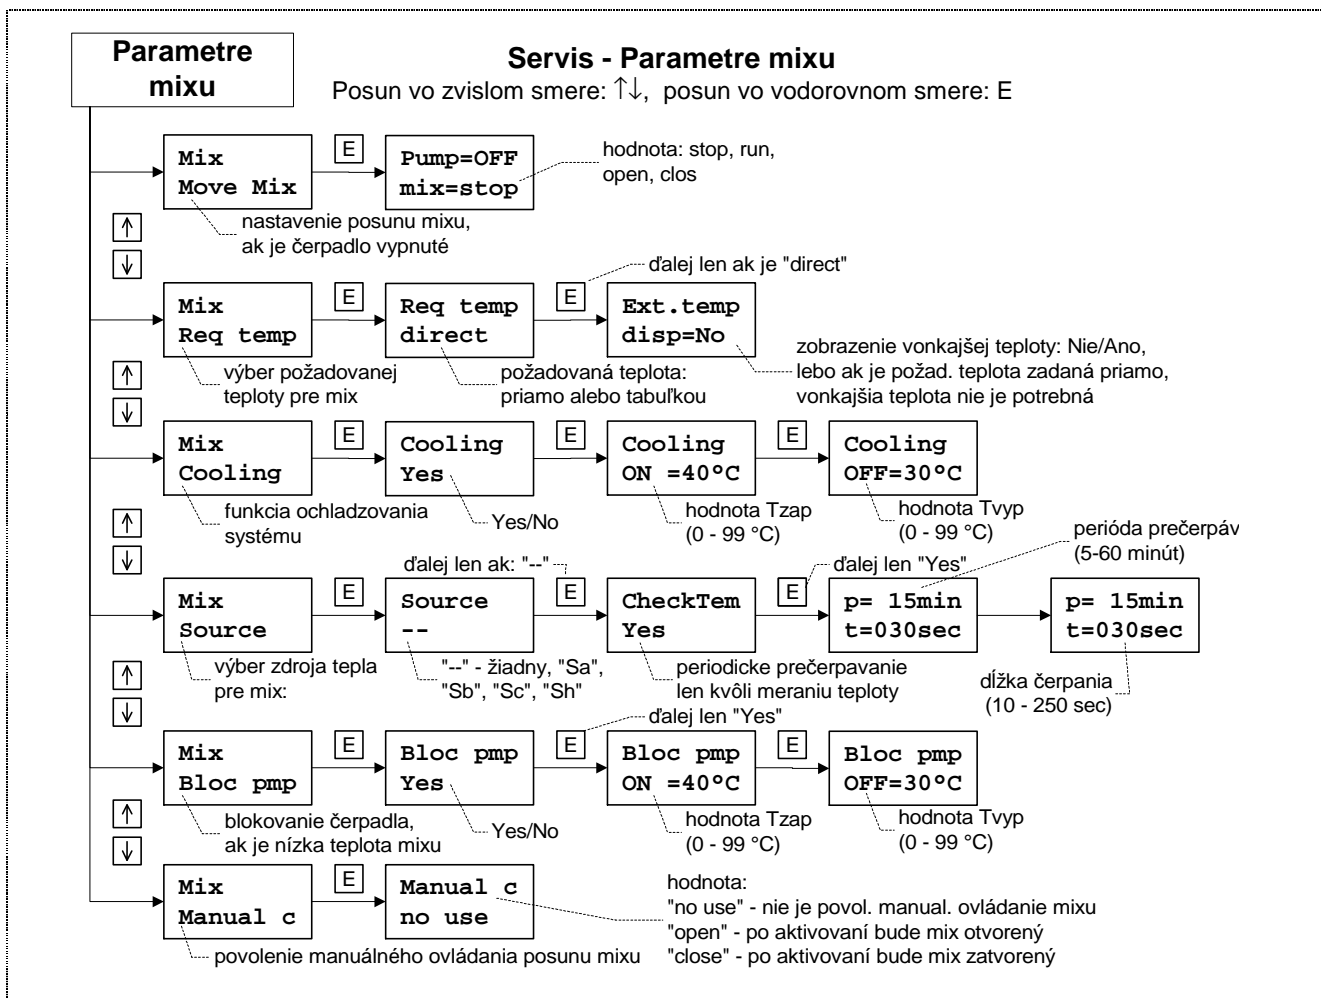 Parametre
mixu
Servis - Parametre mixu
Posun vo zvislom smere: ↑↓, posun vo vodorovnom smere: E
Mix
Move Mix
E
Pump=OFF
mix=stop
hodnota: stop, run,
open, clos
nastavenie posunu mixu,
ak je čerpadlo vypnuté
↑
↓
ďalej len ak je "direct"
Mix
Req temp
E
Req temp
direct
E
Ext.temp
disp=No
výber požadovanej
teploty pre mix
požadovaná teplota:
priamo alebo tabuľkou
zobrazenie vonkajšej teploty: Nie/Ano,
lebo ak je požad. teplota zadaná priamo,
vonkajšia teplota nie je potrebná
↑
↓
Mix
Cooling
E
Cooling
Yes
E
Cooling
ON =40°C
E
Cooling
OFF=30°C
funkcia ochladzovania
systému
Yes/No
hodnota Tzap
(0 - 99 °C)
hodnota Tvyp
(0 - 99 °C)
↑
↓
perióda prečerpáv
(5-60 minút)
ďalej len ak: "--"
ďalej len "Yes"
Mix
Source
E
Source
--
E
CheckTem
Yes
E
p= 15min
t=030sec
p= 15min
t=030sec
výber zdroja tepla
pre mix:
"--" - žiadny, "Sa",
"Sb", "Sc", "Sh"
periodicke prečerpavanie
len kvôli meraniu teploty
dĺžka čerpania
(10 - 250 sec)
↑
↓
ďalej len "Yes"
Mix
Bloc pmp
E
Bloc pmp
Yes
E
Bloc pmp
ON =40°C
E
Bloc pmp
OFF=30°C
blokovanie čerpadla,
ak je nízka teplota mixu
Yes/No
hodnota Tzap
(0 - 99 °C)
hodnota Tvyp
(0 - 99 °C)
↑
↓
Mix
Manual c
E
Manual c
no use
hodnota:
"no use" - nie je povol. manual. ovládanie mixu
"open" - po aktivovaní bude mix otvorený
"close" - po aktivovaní bude mix zatvorený
povolenie manuálného ovládania posunu mixu